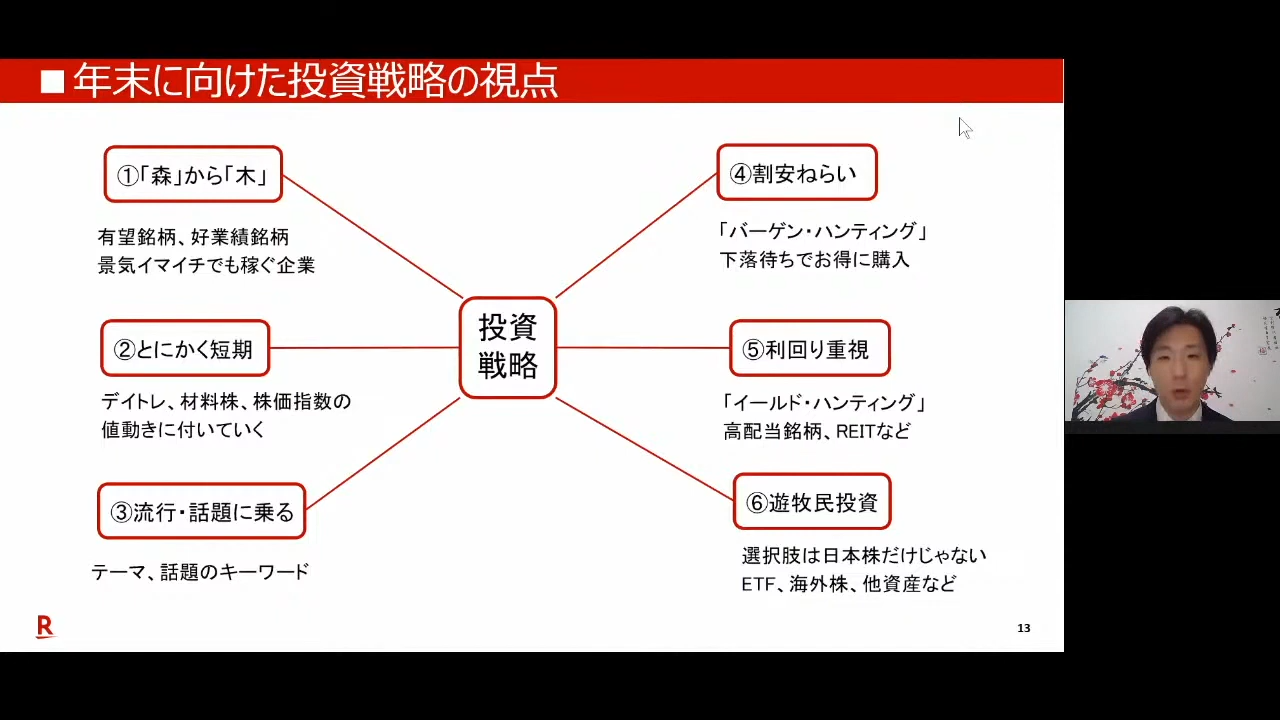 ■年末に向けた投資戦略の視点
①「森」から「木」
有望銘柄、好業績銘柄
景気イマイチでも稼ぐ企業
②とにかく短期
デイトレ、材料株、株価指数の
値動きに付いていく
③流行・話題に乗る
テーマ、話題のキーワード
投資
戦略
④割安ねらい
「バーゲン・ハンティング」
下落待ちでお得に購入
⑤利回り重視
「イールド・ハンティング」
高配当銘柄、REITなど
⑥遊牧民投資
選択肢は日本株だけじゃない
ETF、海外株、他資産など
R
13